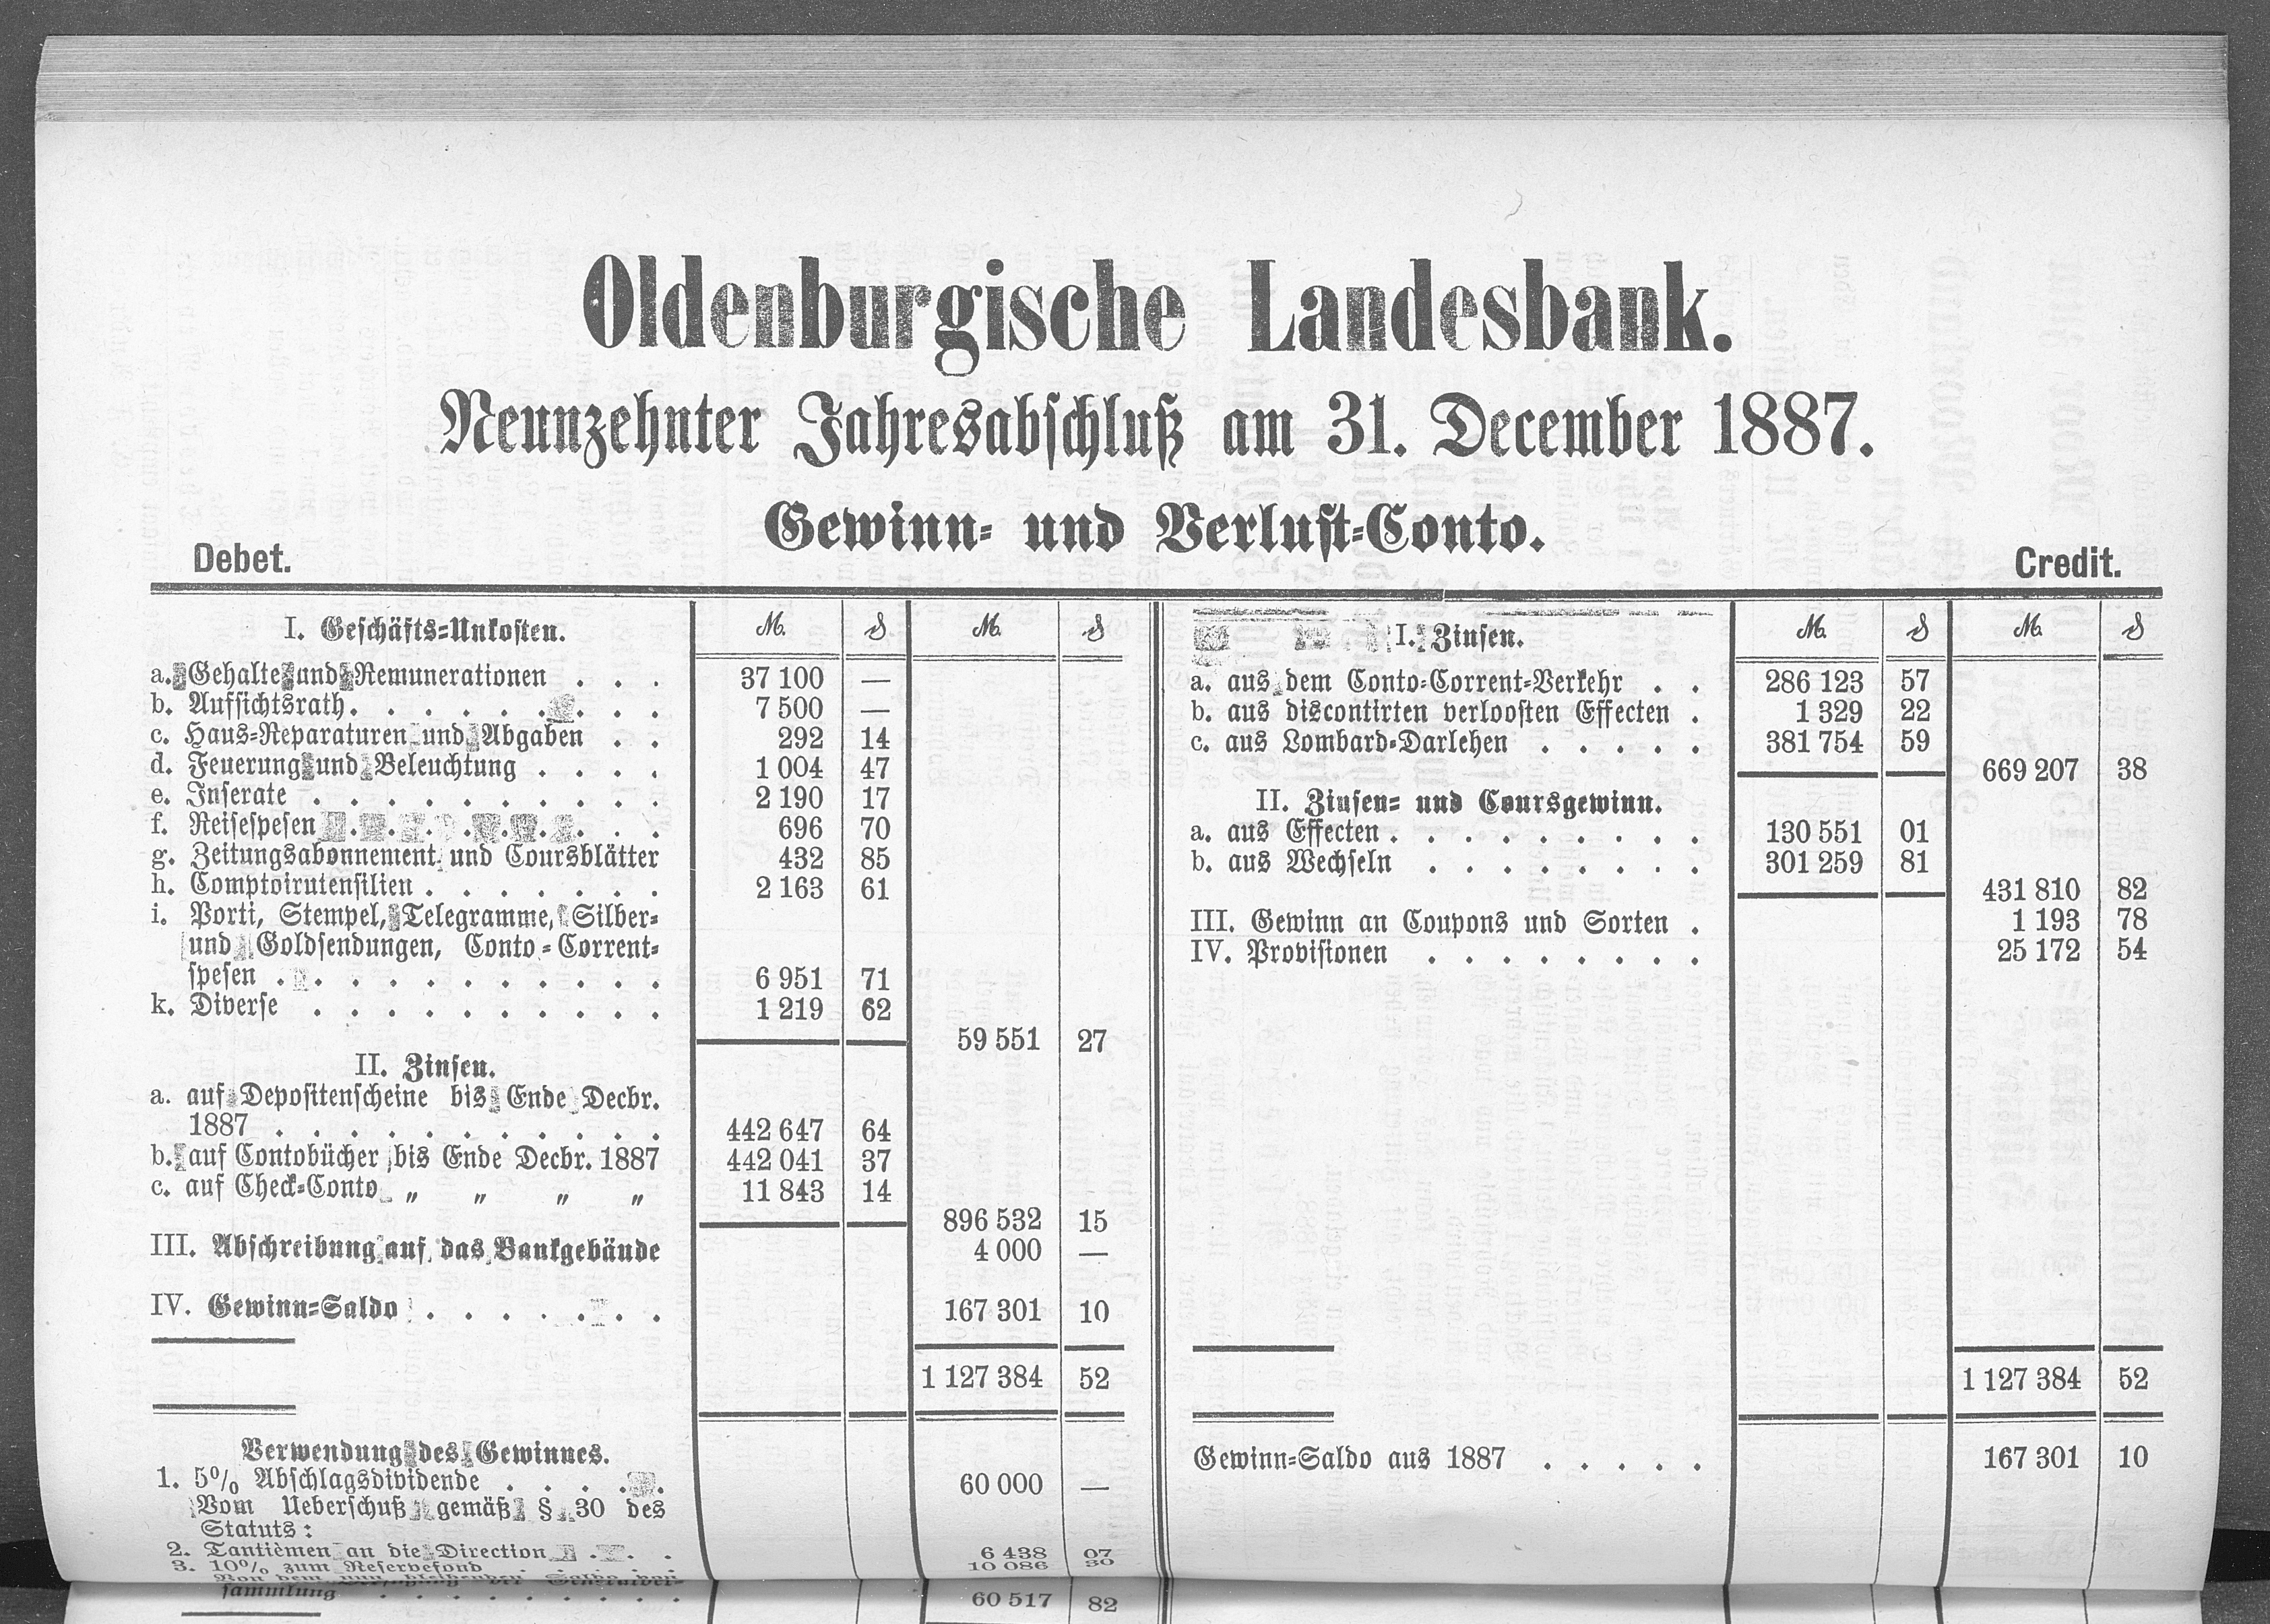 Oldenburgische Landesbank.
Neunzehnter Jahresabschluß am 31. December 1887.
Gewinn- und Verlust-Conto.
Debet.
Credit.
M. ₰ M. ₰
I. Geschäfts-Unkosten.
a. Gehalte und Remunerationen . . . 37 100 —
b. Aufsichtsrath. . . . . . . . . 7 500 —
c. Haus-Reparaturen und Abgaben . . 292 14
d. Feuerung und Beleuchtung . . . . 1 004 47
e. Inserate . . . . . . . . . . 2 190 17
f. Reisespesen . . . . . . . . . 696 70
g. Zeitungsabonnement und Coursblätter 432 85
h. Comptoirutensilien . . . . . . . 2 163 61
i. Porti, Stempel, Telegramme, Silber-
und Goldsendungen, Conto-Corrent-
spesen . . . . . . . . . . . 6 951 71
k. Diverse . . . . . . . . . . 1 219 62
59 551 27
II. Zinsen.
a. auf Depositenscheine bis Ende Decbr.
1887 . . . . . . . . . . . 442 647 64
b. auf Contobücher bis Ende Decbr. 1887 442 041 37
c. auf Check-Conto „ „ „ „ 11 843 14
896 532 15
III. Abschreibung auf das Bankgebäude 4 000 —
IV. Gewinn-Saldo . . . . . . . 167 301 10
1 127 384 52
Verwendung des Gewinnes.
1. 5% Abschlagsdividende . . . . . 60 000 —
Vom Ueberschuß gemäß § 30 des
Statuts:
2. Tantièmen an die Direction . . . . 6 438 07
3. 10% zum Reservefond . . . . . 10 086 30
sammlung . . . . . . . . 60 517 82
M. ₰ M. ₰
I. Zinsen.
a. aus dem Conto-Corrent-Verkehr . . 286 123 57
b. aus discontirten verloosten Effecten . 1 329 22
c. aus Lombard-Darlehen . . . . . 381 754 59
669 207 38
II. Zinsen- und Coursgewinn.
a. aus Effecten . . . . . . . . . 130 551 01
b. aus Wechseln . . . . . . . . 301 259 81
431 810 82
III. Gewinn an Coupons und Sorten . 1 193 78
IV. Provisionen . . . . . . . . 25 172 54
1 127 384 52
Gewinn-Saldo aus 1887 . . . . . 167 301 10